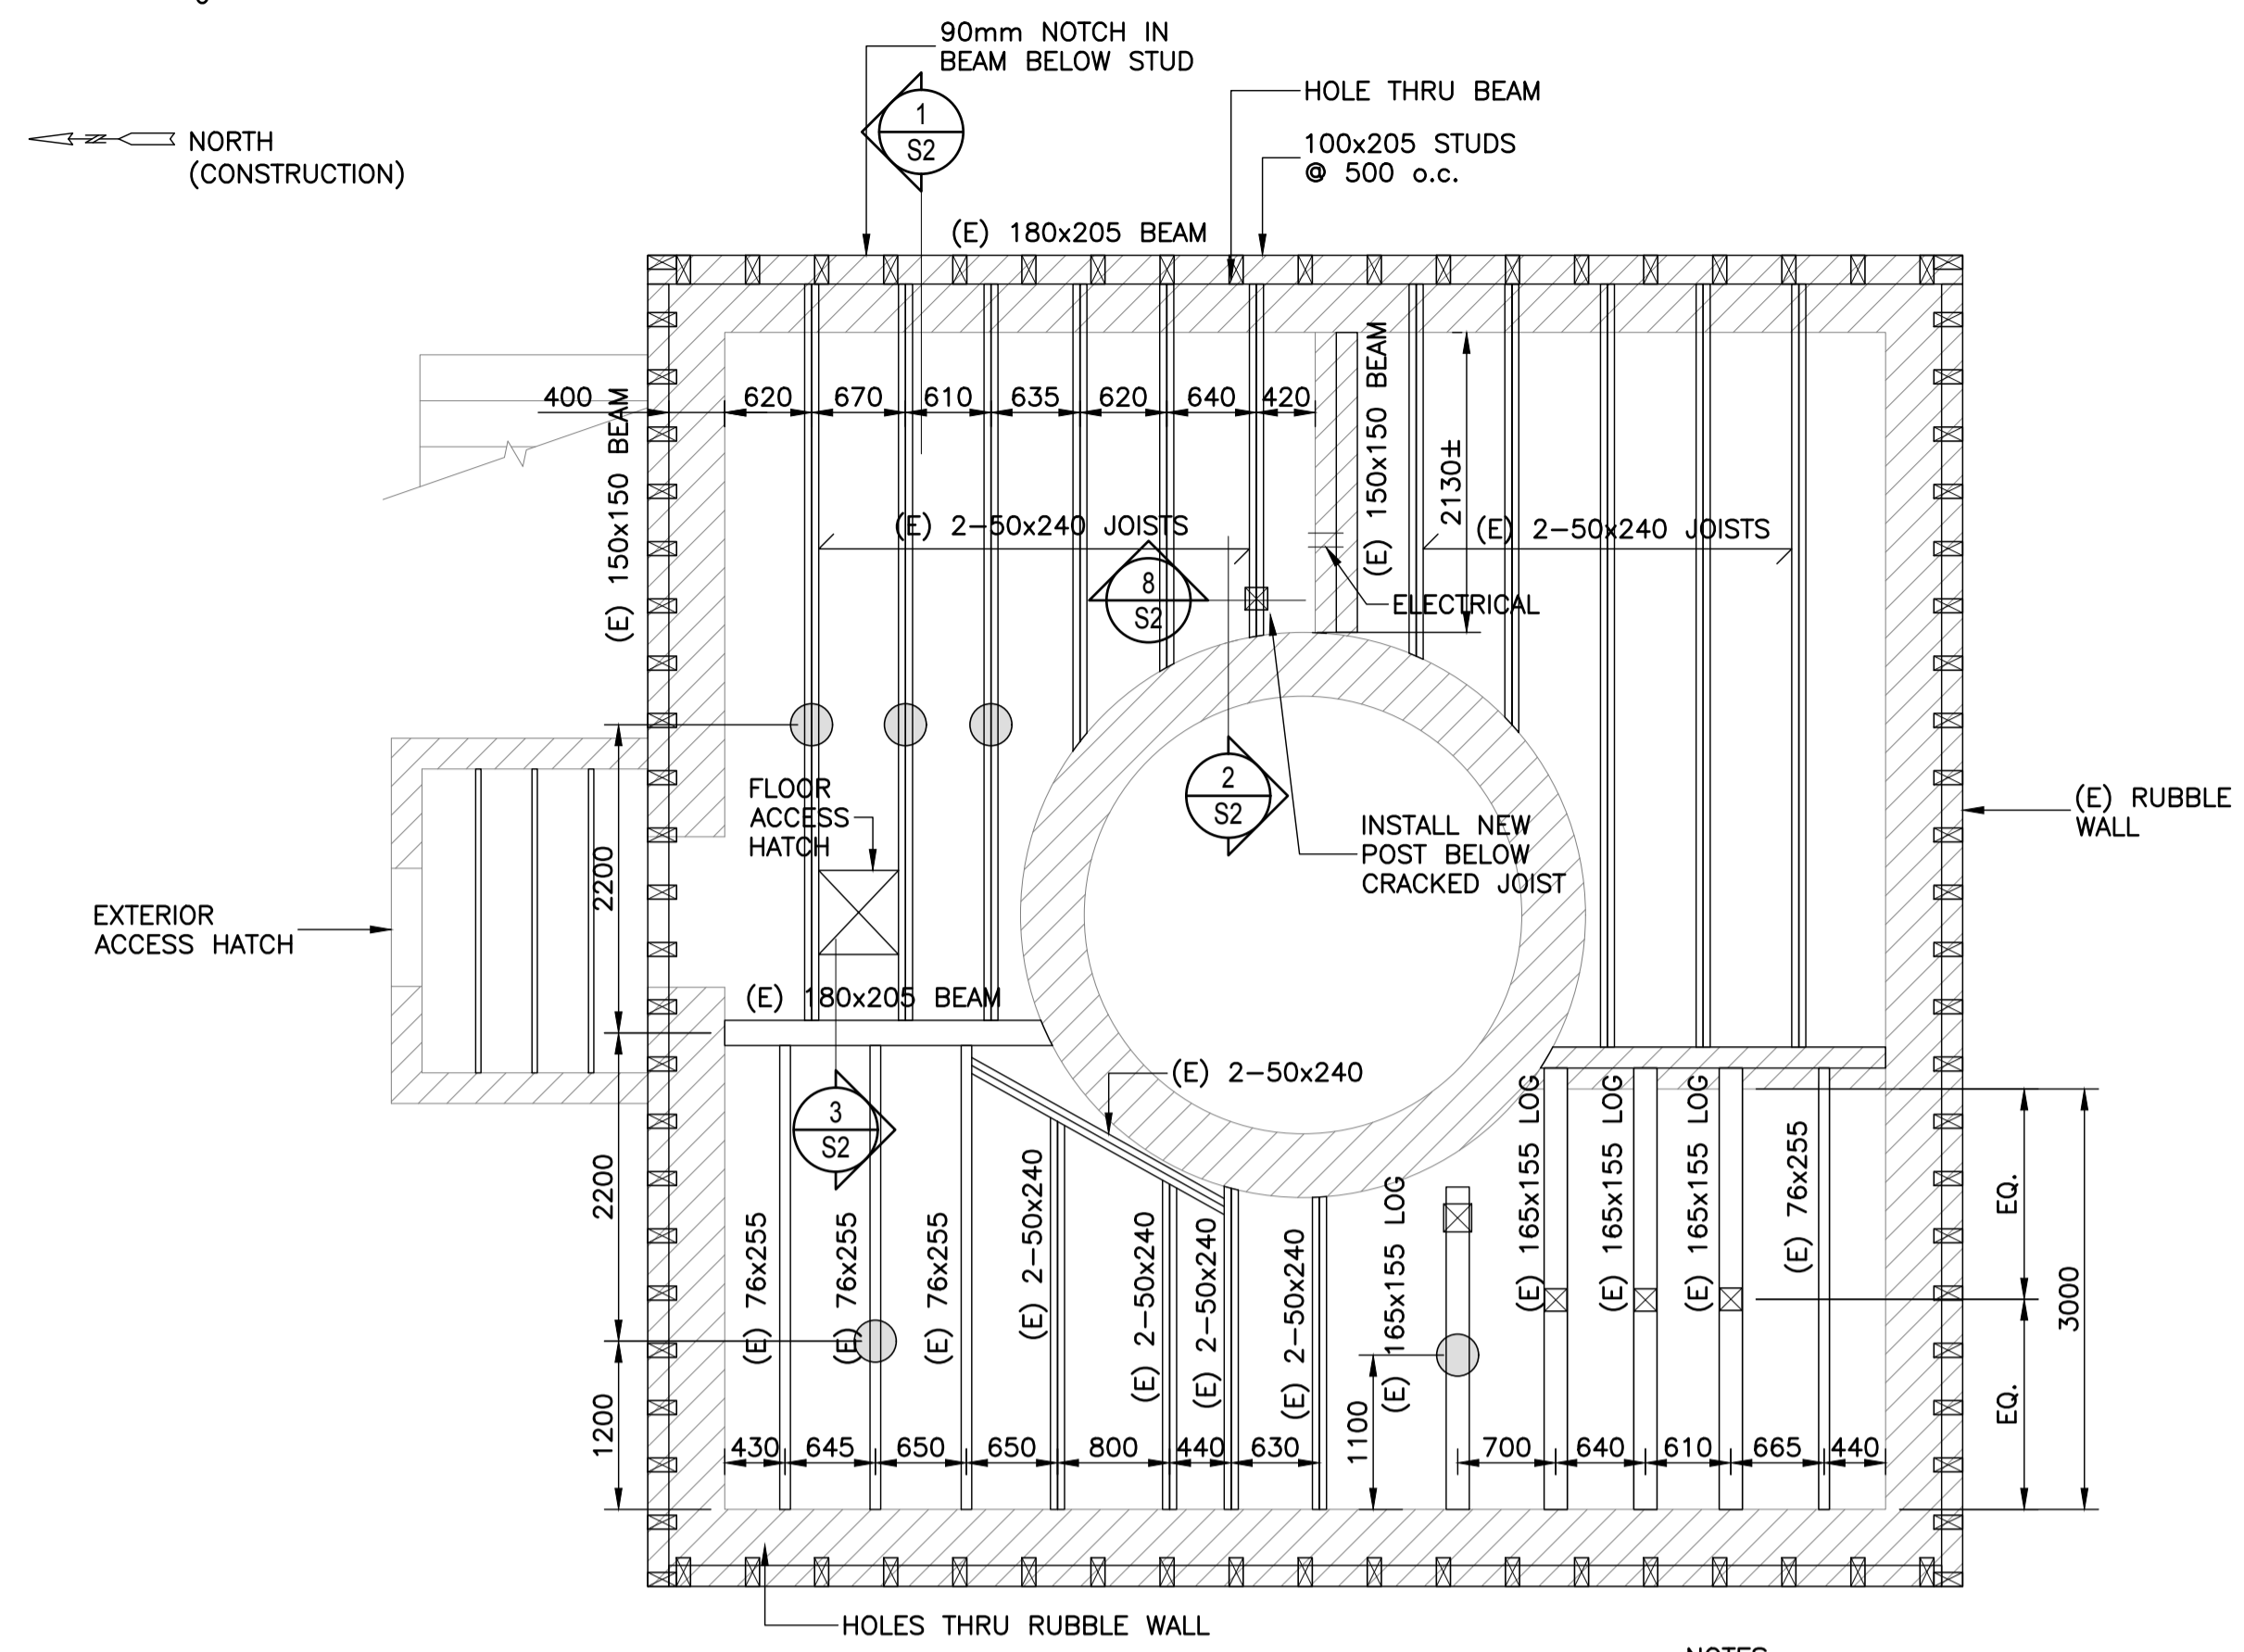 90mm NOTCH IN
BEAM BELOW STUD
HOLE THRU BEAM
1
S2
NORTH
(CONSTRUCTION)
100x205 STUDS
@ 500 o.c.
(E) 180x205 BEAM
400
620
670
610
635
620
640
420
(E) 150x150 BEAM
(E) 150x150 BEAM
2130±
(E) 2-50x240 JOISTS
(E) 2-50x240 JOISTS
8
S2
ELECTRICAL
2
S2
FLOOR
ACCESS
HATCH
INSTALL NEW
POST BELOW
CRACKED JOIST
(E) RUBBLE
WALL
2200
EXTERIOR
ACCESS HATCH
(E) 180x205 BEAM
(E) 2-50x240
3
S2
2200
(E) 76x255
(E) 76x255
(E) 76x255
(E) 2-50x240
(E) 2-50x240
(E) 2-50x240
(E) 2-50x240
(E) 165x155 LOG
(E) 165x155 LOG
(E) 165x155 LOG
(E) 165x155 LOG
(E) 76x255
EQ.
3000
EQ.
1200
430
645
650
650
800
440
630
1100
700
640
610
665
440
HOLES THRU RUBBLE WALL